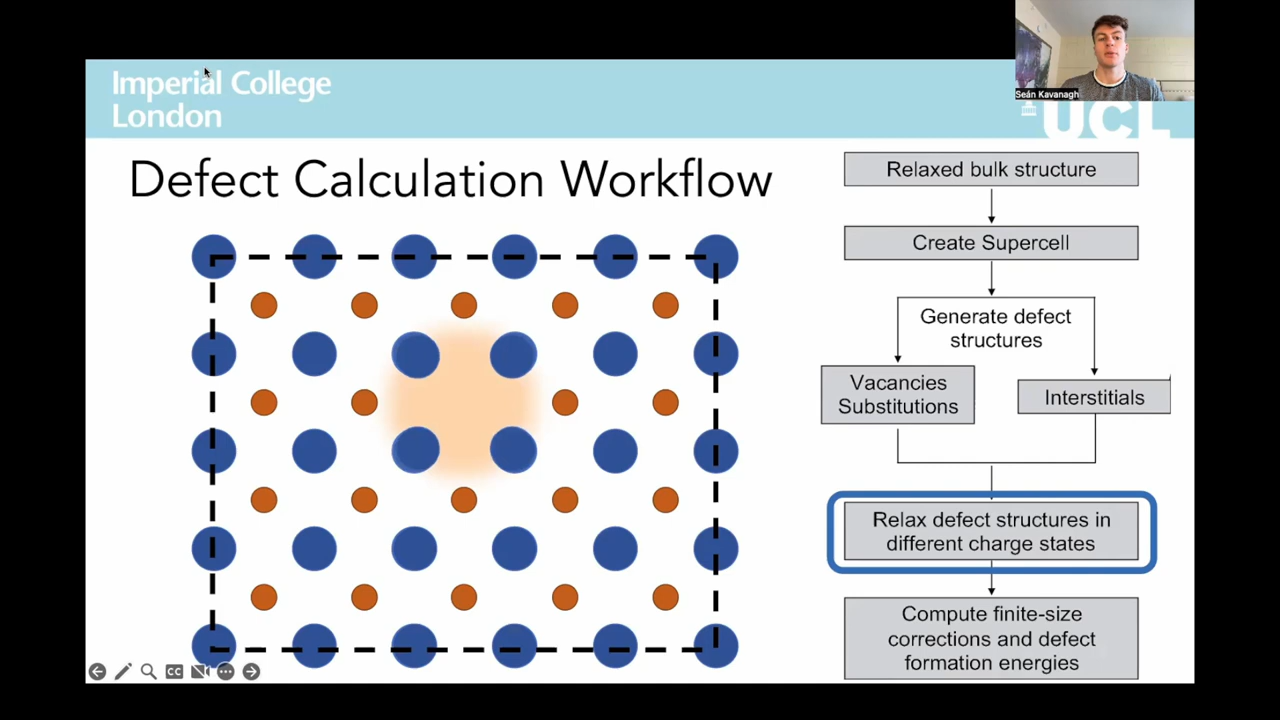 Imperial College
London
Seán Kavanagh
UCL
Defect Calculation Workflow
Relaxed bulk structure
Create Supercell
Generate defect
structures
Vacancies
Substitutions
Interstitials
Relax defect structures in
different charge states
Compute finite-size
corrections and defect
formation energies
CC